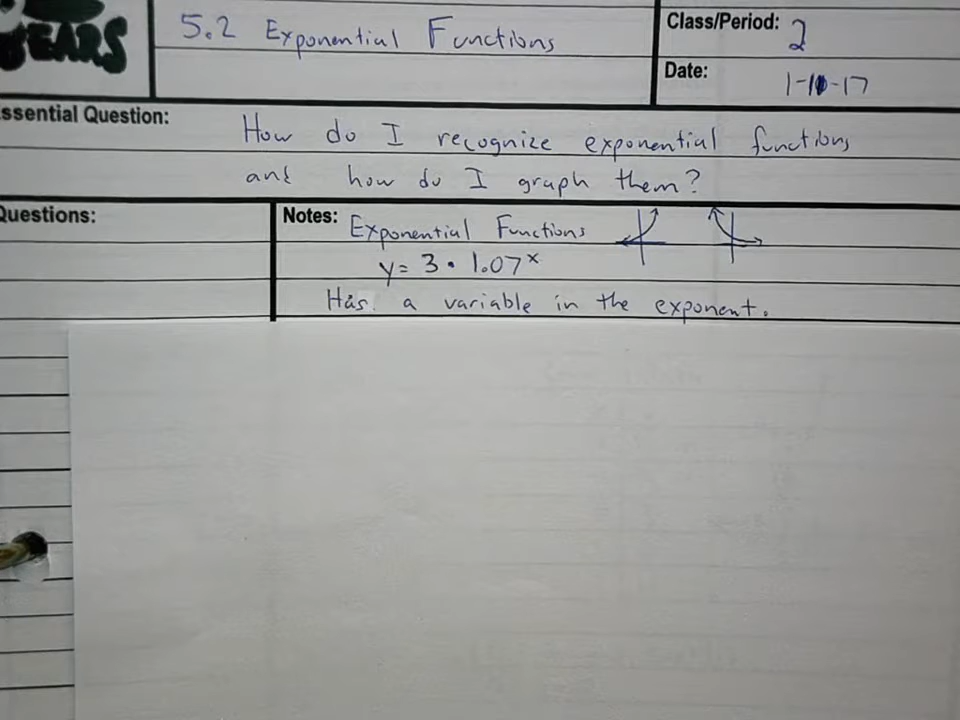 5.2 Exponential Functions
Class/Period: 2
EARS
Date: 1-10-17
ssential Question: How do I recognize exponential functions
and how do I graph them?
Questions:
Notes: Exponential Functions
y = 3 · 1.07ˣ
Has a variable in the exponent.